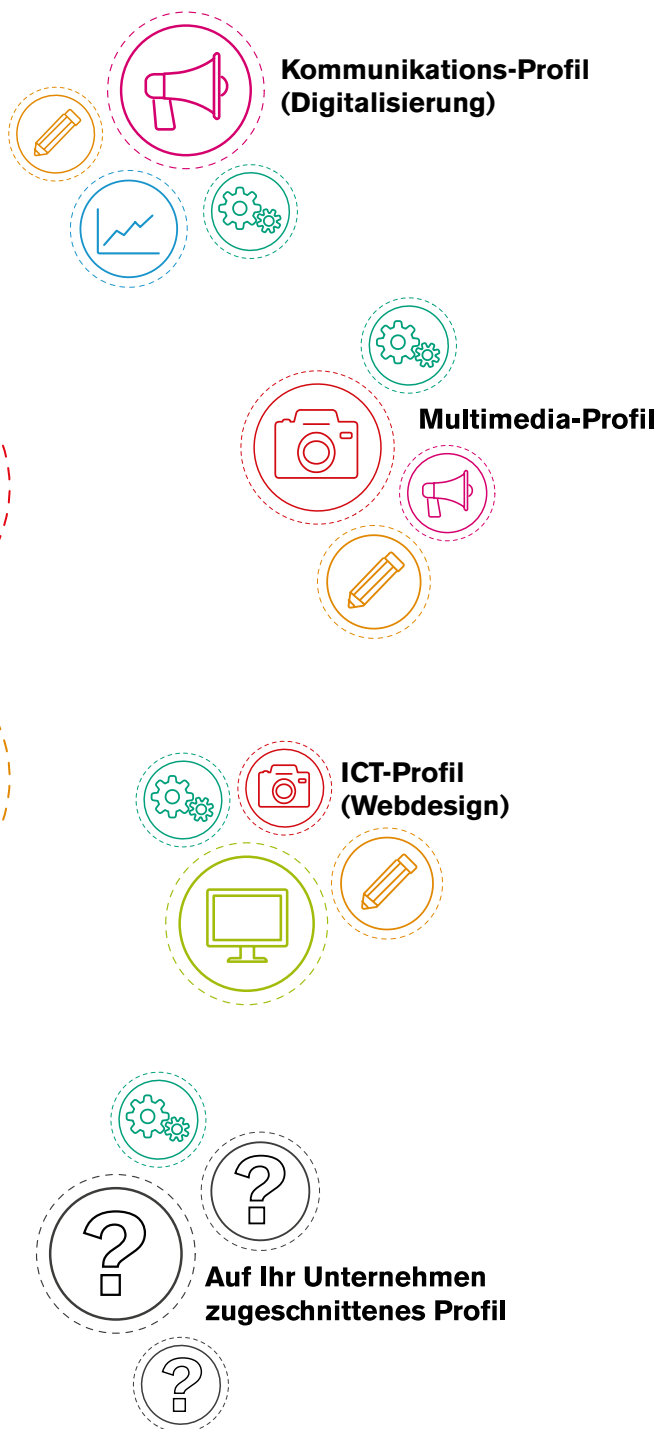 Kommunikations-Profil
(Digitalisierung)
Multimedia-Profil
ICT-Profil
(Webdesign)
Auf Ihr Unternehmen
zugeschnittenes Profil